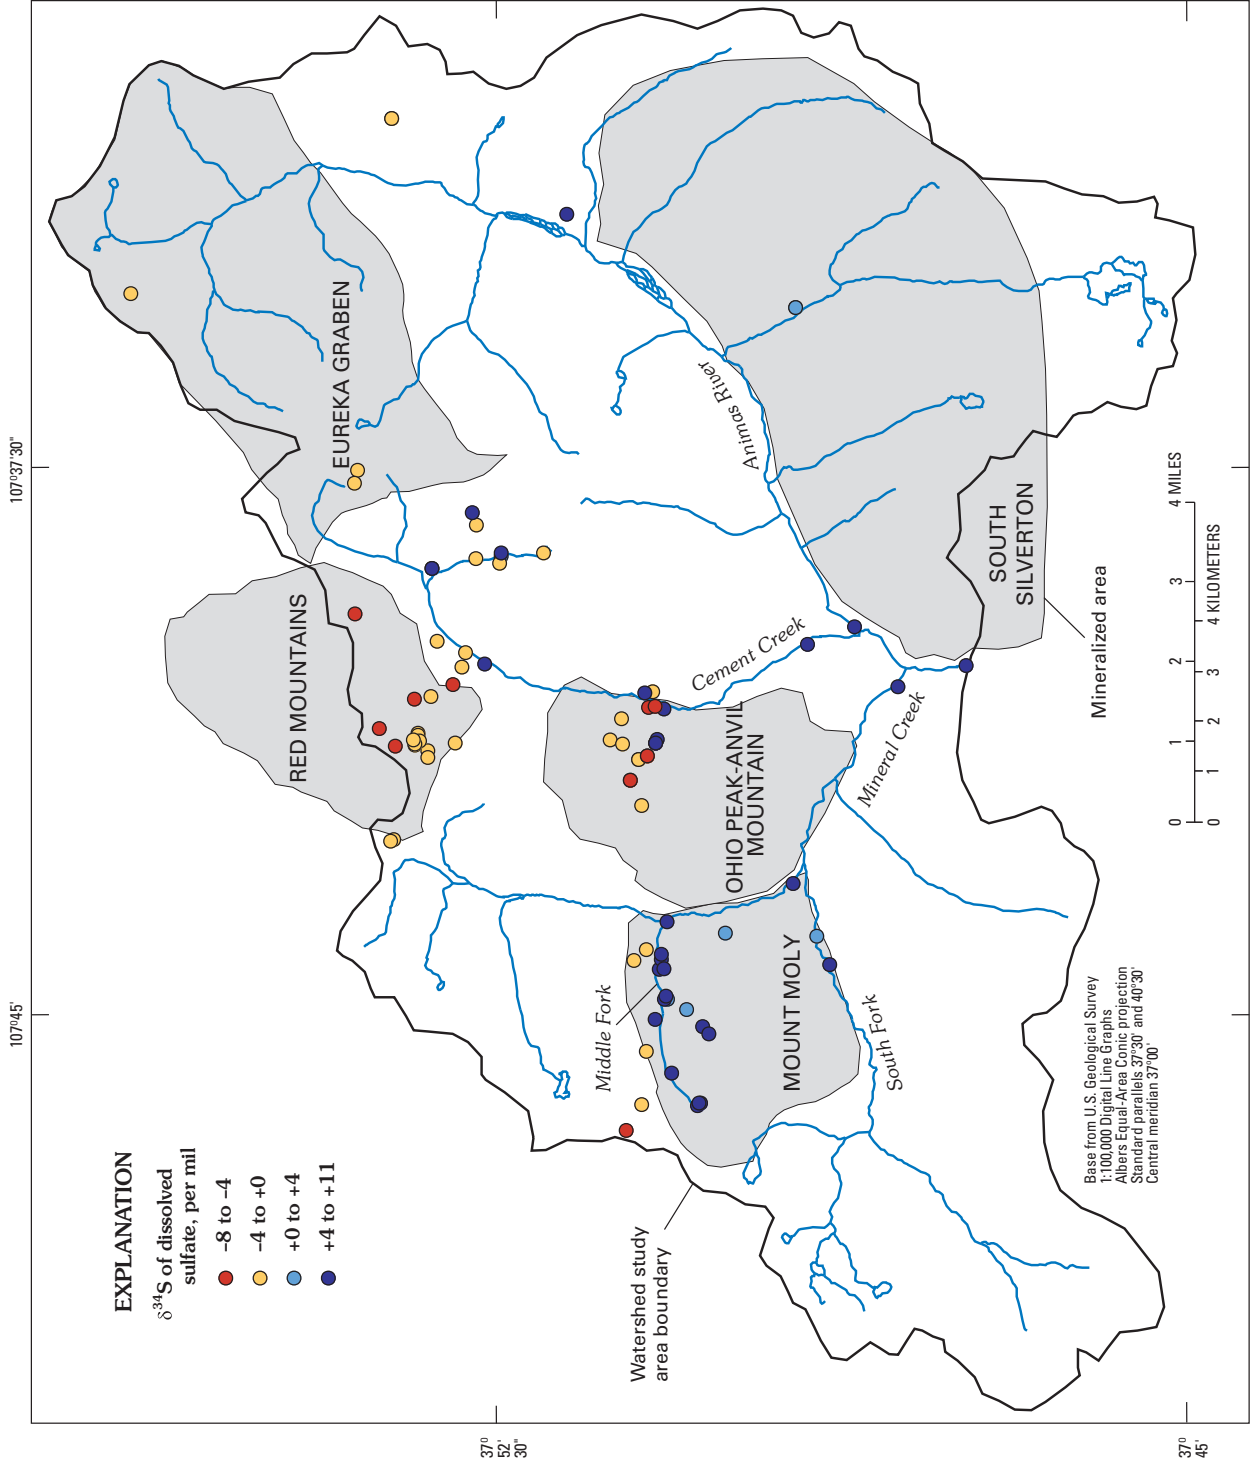 EXPLANATION
δ34S of dissolved
sulfate, per mil
–8 to –4
–4 to +0
+0 to +4
+4 to +11
107°45'
107°37'30"
37°
52'
30"
37°
45'
RED MOUNTAINS
EUREKA GRABEN
OHIO PEAK-ANVIL
MOUNTAIN
MOUNT MOLY
SOUTH
SILVERTON
Middle Fork
South Fork
Mineral Creek
Cement Creek
Animas River
Watershed study
area boundary
Mineralized area
0 1 2 3 4 MILES
0 1 2 3 4 KILOMETERS
Base from U.S. Geological Survey
1:100,000 Digital Line Graphs
Albers Equal-Area Conic projection
Standard parallels 37°30' and 40°30'
Central meridian 37°00'